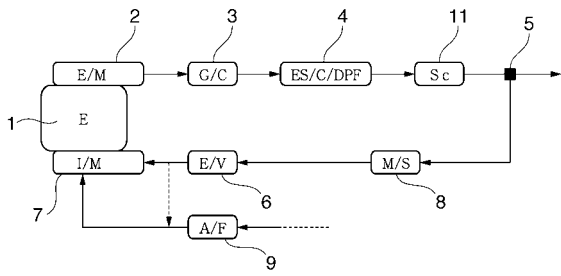 2 3 4 11 5
E/M G/C ES/C/DPF Sc
1 E
I/M E/V M/S
7 6 8
A/F
9